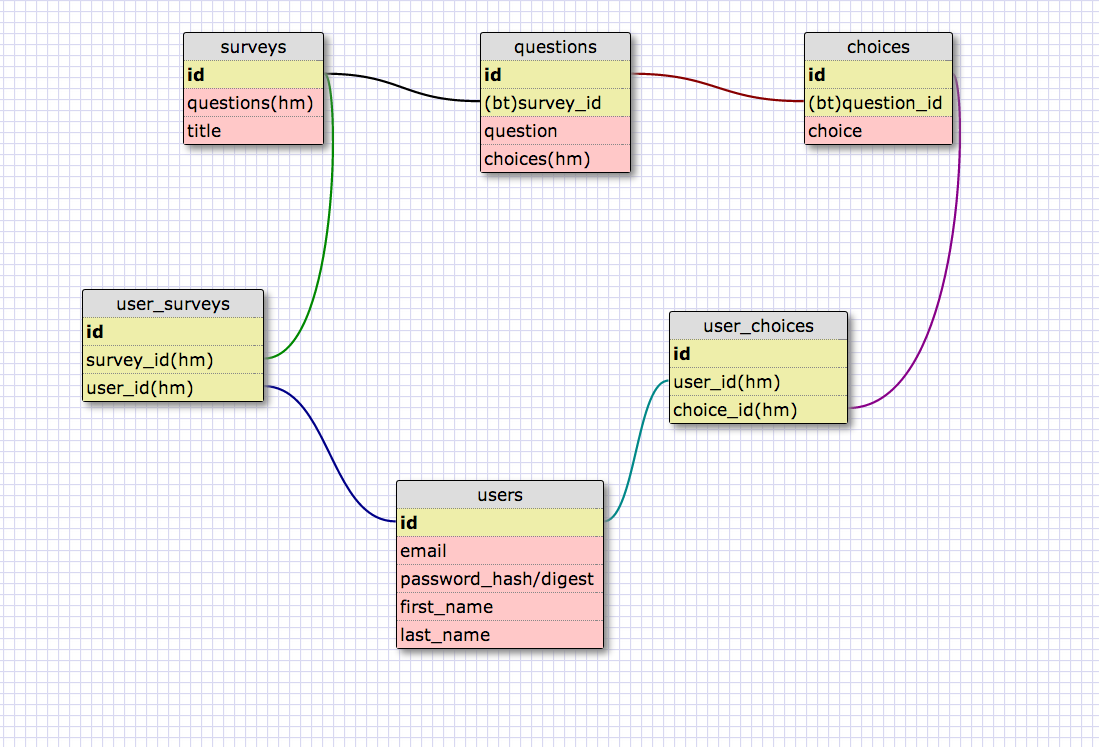 surveys
id
questions(hm)
title
questions
id
(bt)survey_id
question
choices(hm)
choices
id
(bt)question_id
choice
user_surveys
id
survey_id(hm)
user_id(hm)
user_choices
id
user_id(hm)
choice_id(hm)
users
id
email
password_hash/digest
first_name
last_name